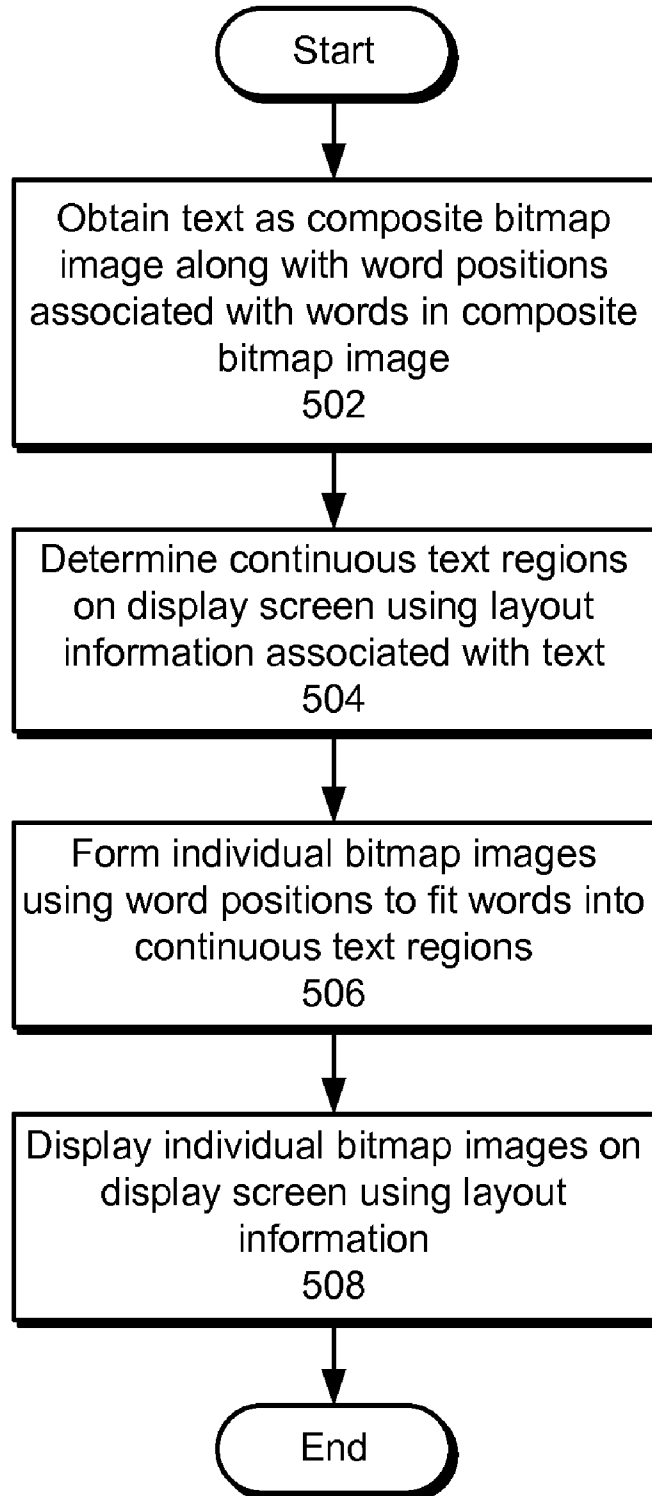 Start
Obtain text as composite bitmap
image along with word positions
associated with words in composite
bitmap image
502
Determine continuous text regions
on display screen using layout
information associated with text
504
Form individual bitmap images
using word positions to fit words into
continuous text regions
506
Display individual bitmap images on
display screen using layout
information
508
End